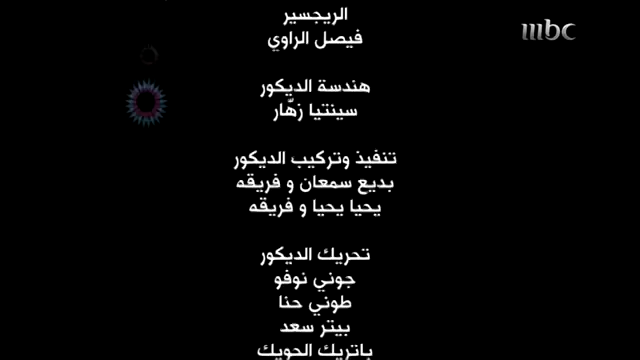 mbc
الريجسير
فيصل الراوي
هندسة الديكور
سينتيا زهّار
تنفيذ وتركيب الديكور
بديع سمعان و فريقه
يحيا يحيا و فريقه
تحريك الديكور
جوني نوفو
طوني حنا
بيتر سعد
باتريك الحويك